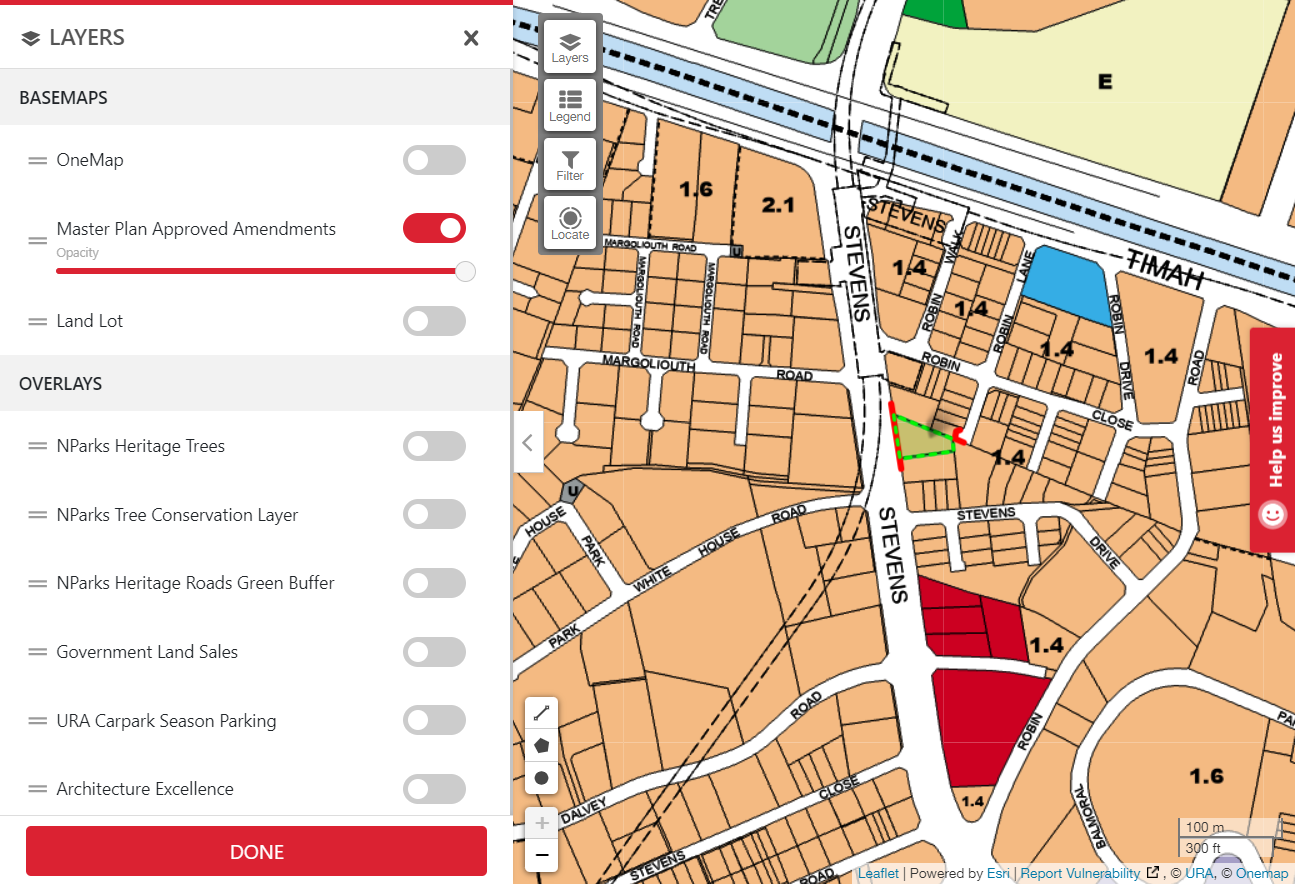 LAYERS
BASEMAPS
OneMap
Master Plan Approved Amendments
Opacity
Land Lot
OVERLAYS
NParks Heritage Trees
NParks Tree Conservation Layer
NParks Heritage Roads Green Buffer
Government Land Sales
URA Carpark Season Parking
Architecture Excellence
DONE
Layers
Legend
Filter
Locate
TRE
E
1.6
2.1
STEVENS
WALK
TIMAH
MARGOLIOUTH ROAD
U
STEVENS
1.4
LANE
MARGOLIOUTH ROAD
MARGOLIOUTH ROAD
ROBIN
1.4
ROBIN
ROBIN
DRIVE
1.4
1.4
ROAD
MARGOLIOUTH
ROAD
ROBIN
CLOSE
1.4
Help us improve
U
HOUSE
PARK
WHITE
HOUSE
ROAD
PARK
STEVENS
STEVENS
DRIVE
1.4
ROAD
ROBIN
DALVEY
CLOSE
STEVENS
ROAD
1.4
BALMORAL
1.6
PA
100 m
300 ft
+
−
Leaflet | Powered by Esri | Report Vulnerability , © URA, © Onemap